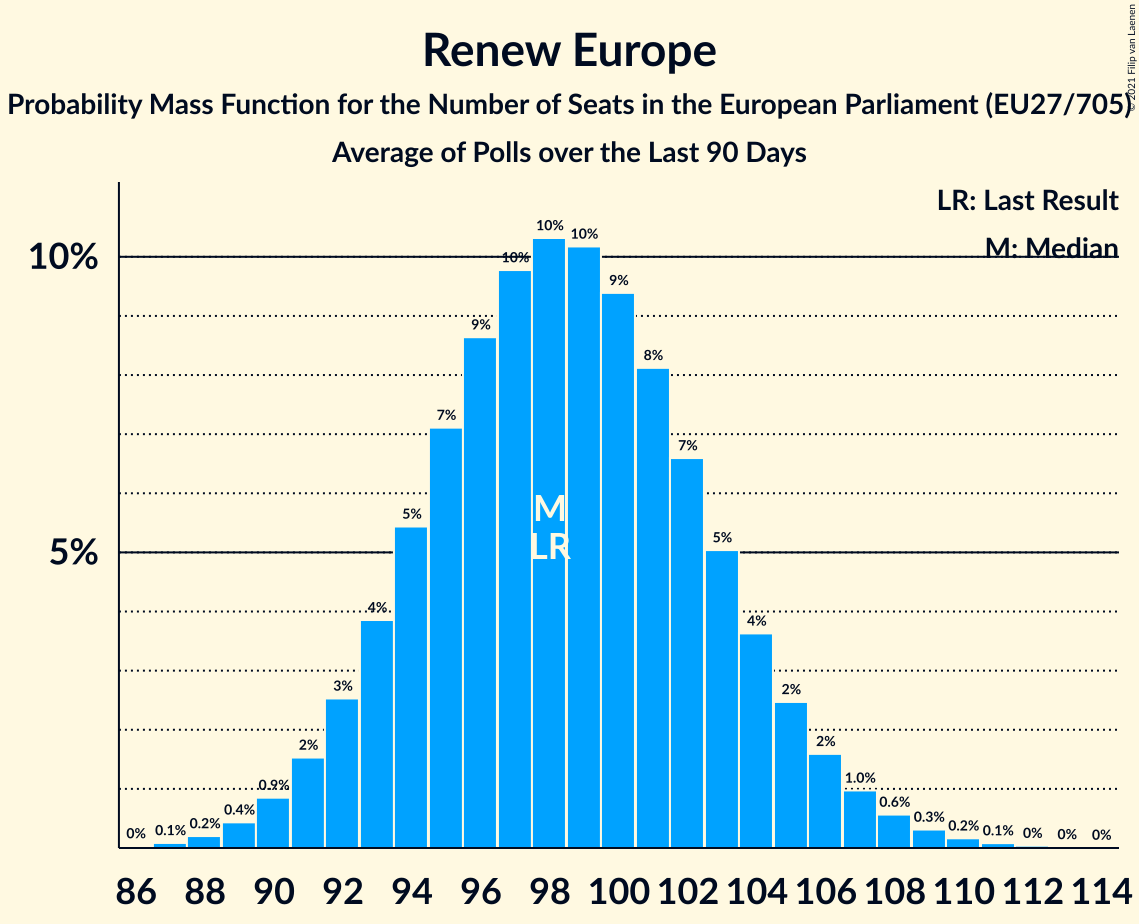 Renew Europe
Probability Mass Function for the Number of Seats in the European Parliament (EU27/705)
Average of Polls over the Last 90 Days
© 2021 Filip van Laenen
LR: Last Result
M: Median
10%
5%
0% 0.1% 0.2% 0.4% 0.9% 2% 3% 4% 5% 7% 9% 10% 10% 10% 9% 8% 7% 5% 4% 2% 2% 1.0% 0.6% 0.3% 0.2% 0.1% 0% 0% 0%
M
LR
86 88 90 92 94 96 98 100 102 104 106 108 110 112 114